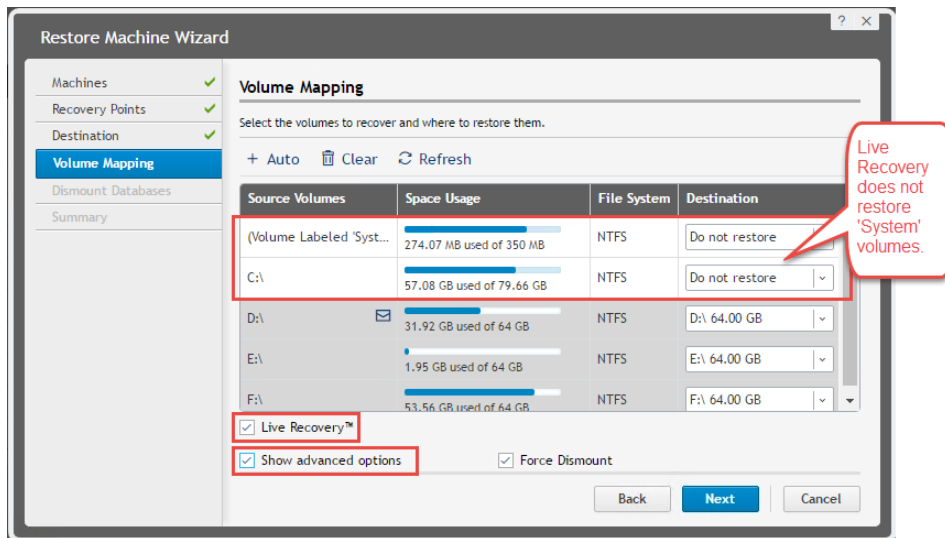 ? ×
Restore Machine Wizard
Machines
Recovery Points
Destination
Volume Mapping
Dismount Databases
Summary
Volume Mapping
Select the volumes to recover and where to restore them.
+ Auto Clear Refresh
Source Volumes Space Usage File System Destination
(Volume Labeled 'Syst... 274.07 MB used of 350 MB NTFS Do not restore
C:\ 57.08 GB used of 79.66 GB NTFS Do not restore
D:\ 31.92 GB used of 64 GB NTFS D:\ 64.00 GB
E:\ 1.95 GB used of 64 GB NTFS E:\ 64.00 GB
F:\ 53.56 GB used of 64 GB NTFS F:\ 64.00 GB
Live Recovery™
Show advanced options Force Dismount
Back Next Cancel
Live
Recovery
does not
restore
'System'
volumes.